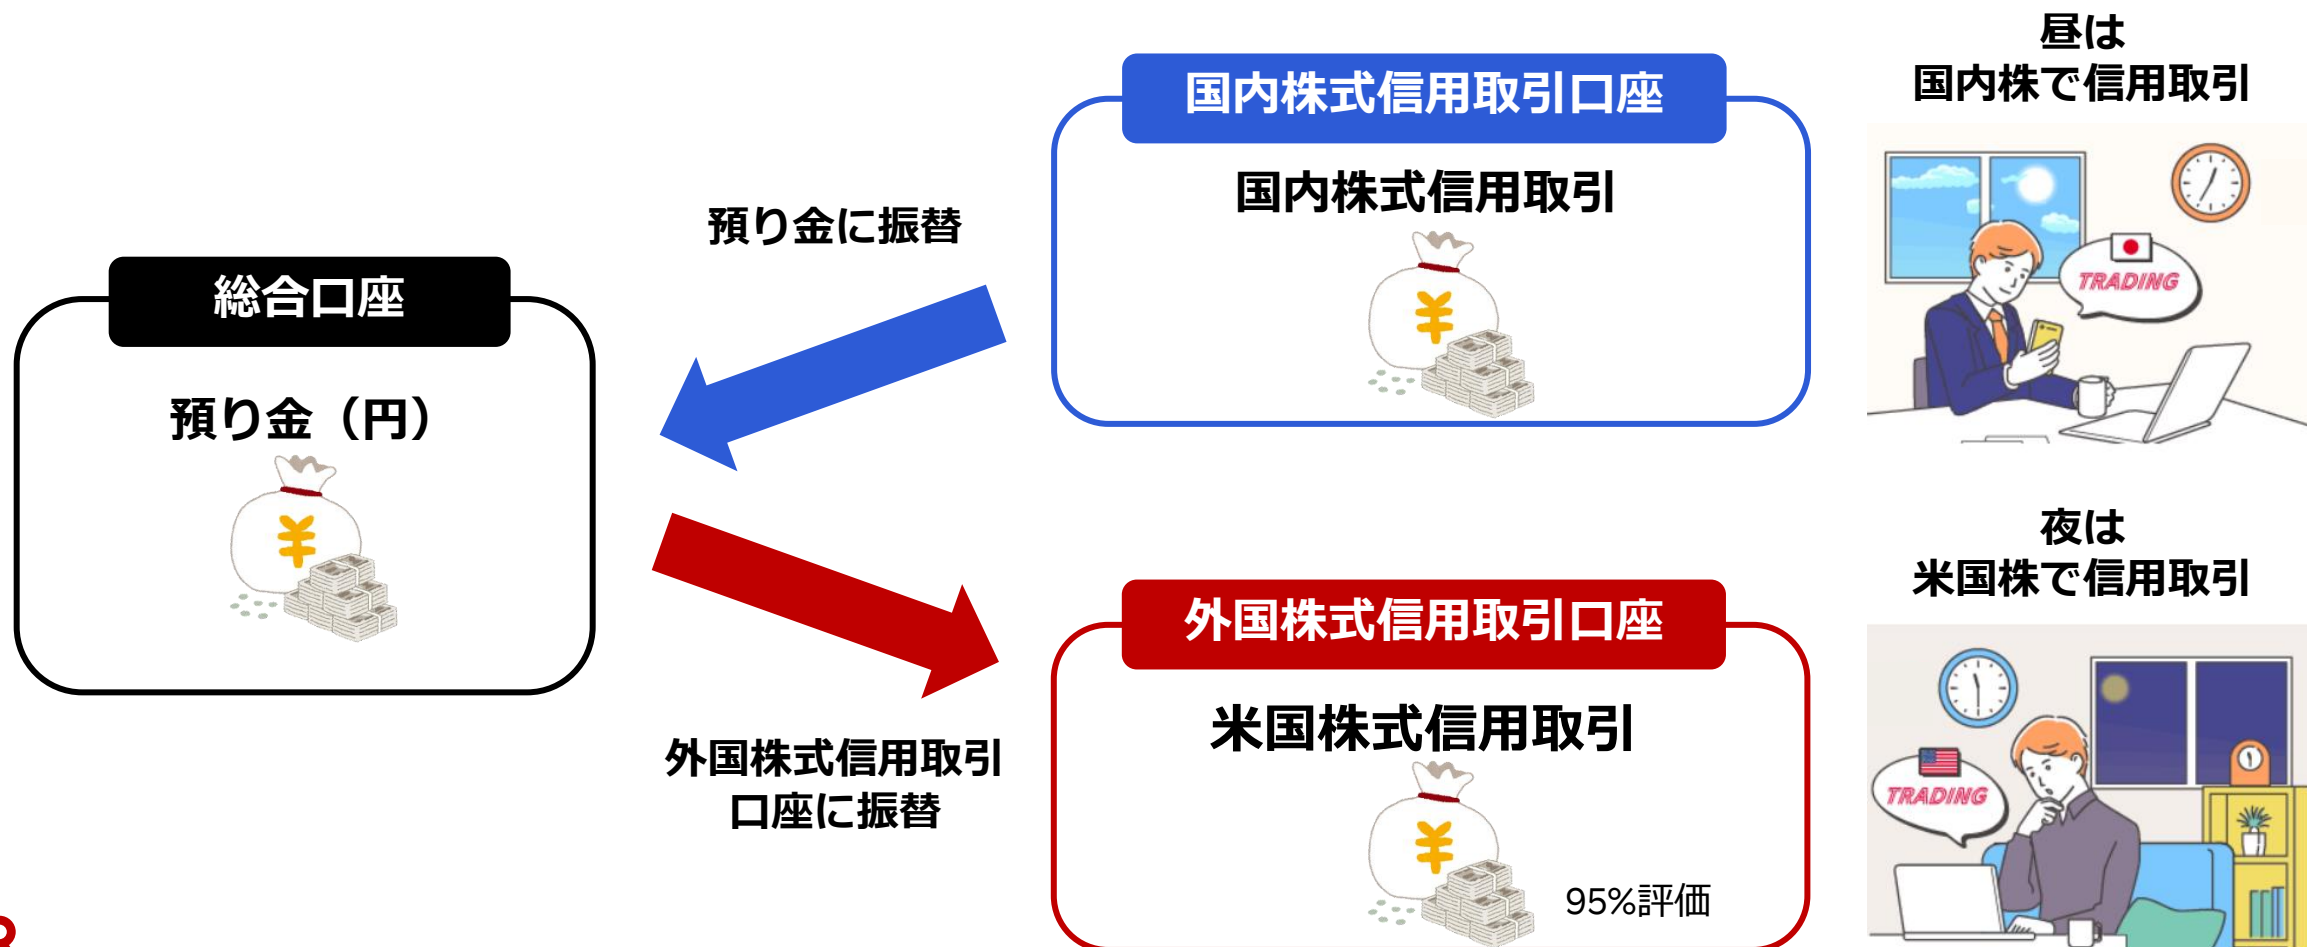 総合口座
預り金（円）
¥
預り金に振替
外国株式信用取引
口座に振替
国内株式信用取引口座
国内株式信用取引
¥
外国株式信用取引口座
米国株式信用取引
¥
95%評価
昼は
国内株で信用取引
TRADING
夜は
米国株で信用取引
TRADING